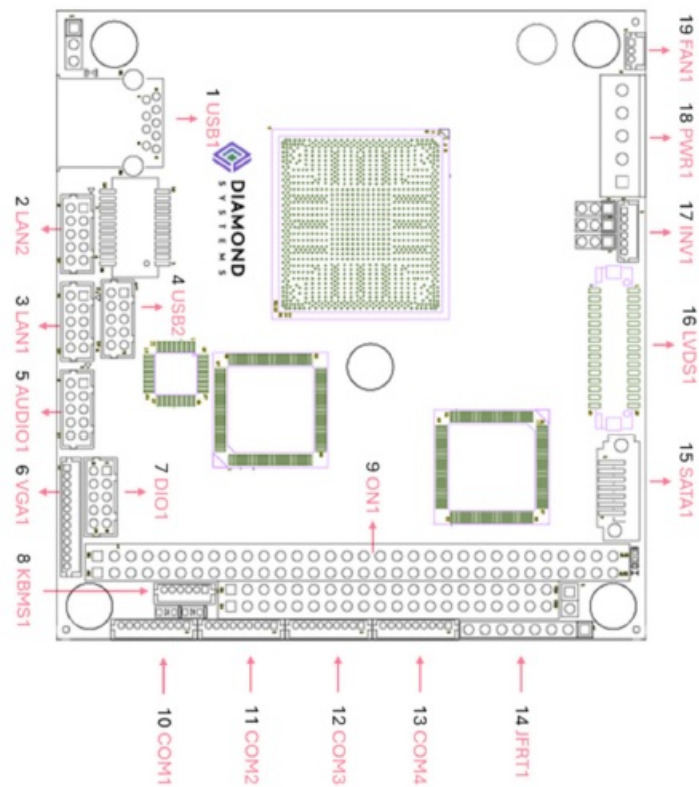 1 USB1
2 LAN2
3 LAN1
4 USB2
5 AUDIO1
6 VGA1
7 DIO1
8 KBMS1
9 ON1
10 COM1
11 COM2
12 COM3
13 COM4
14 JFRT1
15 SATA1
16 LVDS1
17 INV1
18 PWR1
19 FAN1
DIAMOND
SYSTEMS